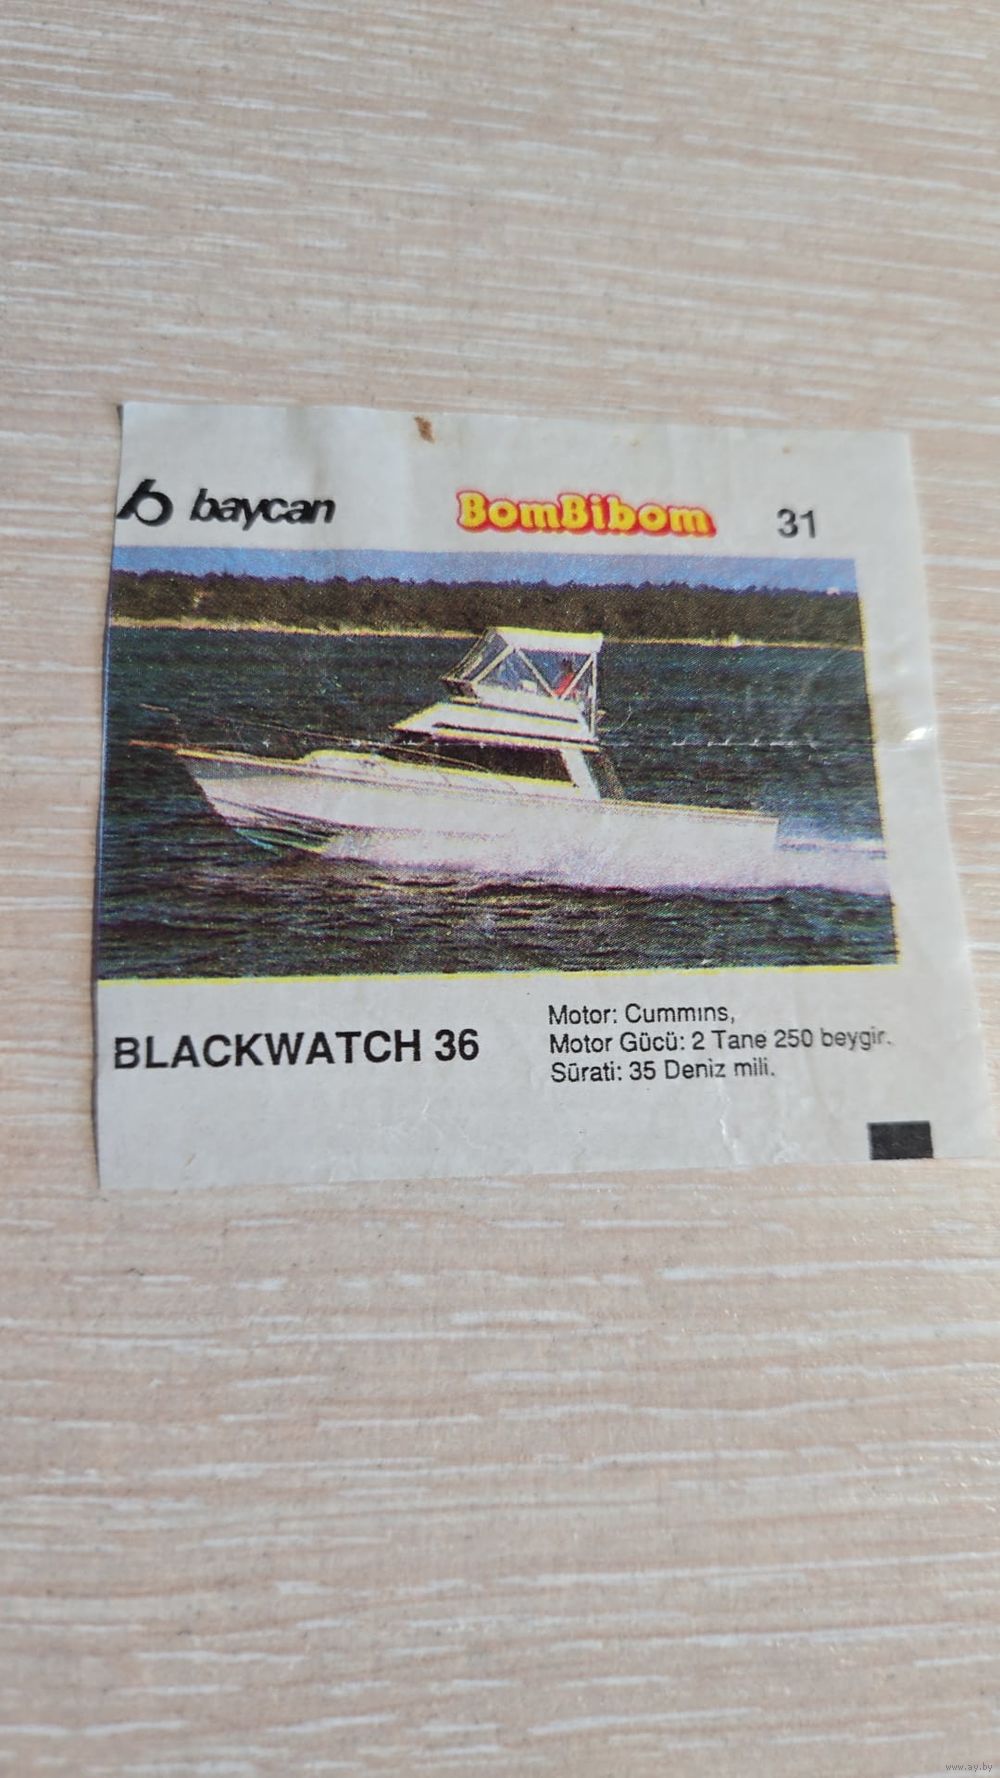 baycan
BomBibom
31
BLACKWATCH 36
Motor: Cummıns,
Motor Gücü: 2 Tane 250 beygir.
Sürati: 35 Deniz mili.
www.ay.by